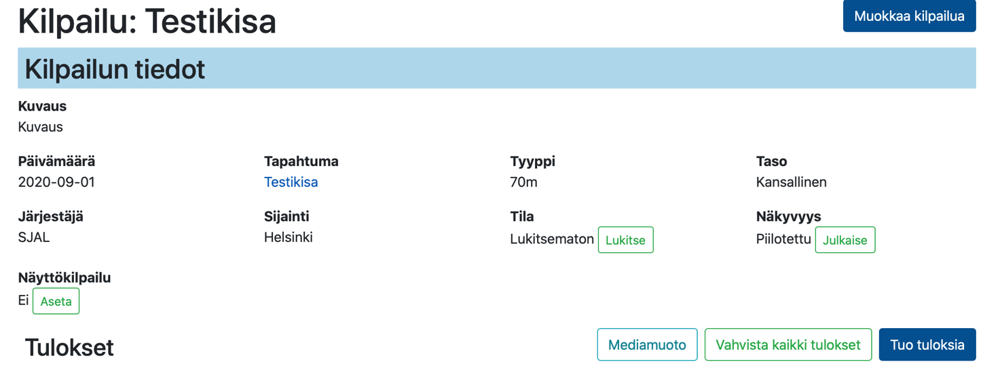 Kilpailu: Testikisa
Muokkaa kilpailua
Kilpailun tiedot
Kuvaus
Kuvaus
Päivämäärä Tapahtuma Tyyppi Taso
2020-09-01 Testikisa 70m Kansallinen
Järjestäjä Sijainti Tila Näkyvyys
SJAL Helsinki Lukitsematon Lukitse Piilotettu Julkaise
Näyttökilpailu
Ei Aseta
Tulokset Mediamuoto Vahvista kaikki tulokset Tuo tuloksia